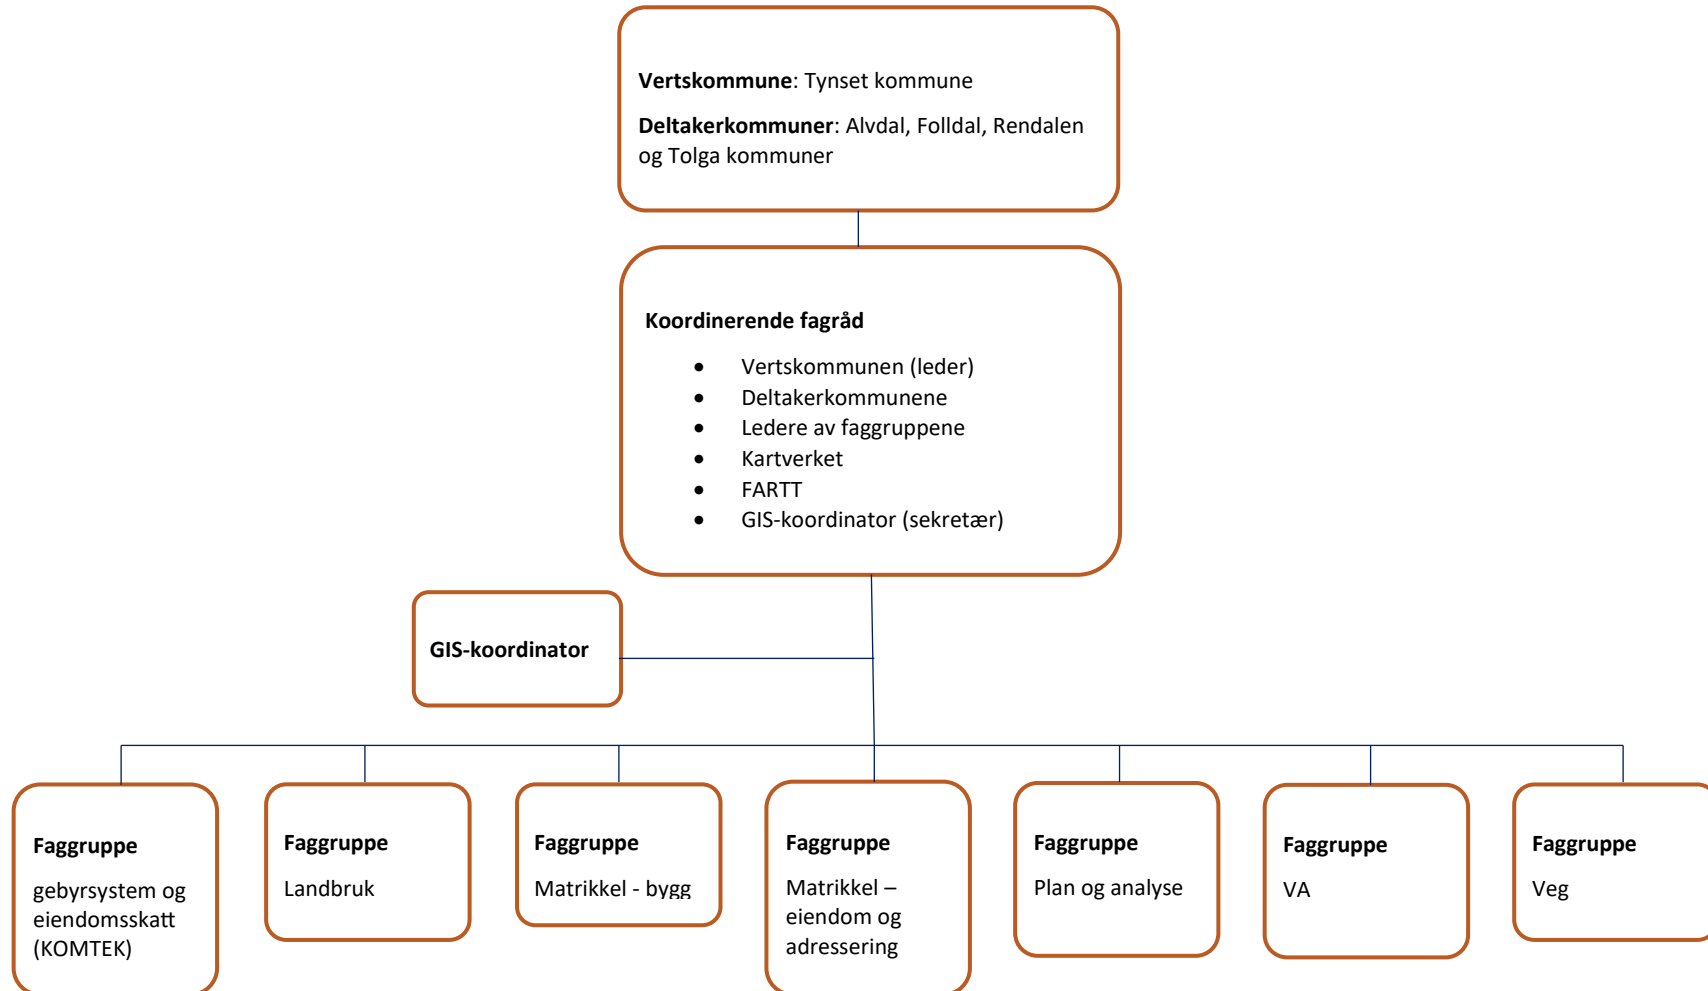 Vertskommune: Tynset kommune
Deltakerkommuner: Alvdal, Folldal, Rendalen
og Tolga kommuner
Koordinerende fagråd
• Vertskommunen (leder)
• Deltakerkommunene
• Ledere av faggruppene
• Kartverket
• FARTT
• GIS-koordinator (sekretær)
GIS-koordinator
Faggruppe
gebyrsystem og
eiendomsskatt
(KOMTEK)
Faggruppe
Landbruk
Faggruppe
Matrikkel - bygg
Faggruppe
Matrikkel –
eiendom og
adressering
Faggruppe
Plan og analyse
Faggruppe
VA
Faggruppe
Veg